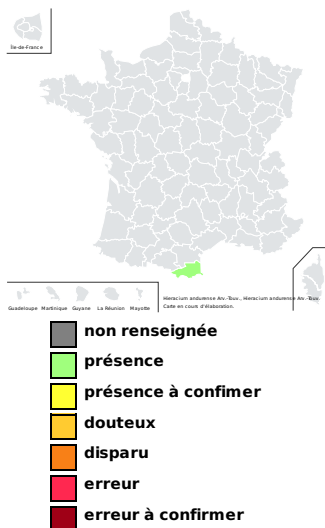 Île-de-France
Guadeloupe Martinique Guyane La Réunion Mayotte
Hieracium andurense Arv.-Touv., Hieracium andurense Arv.-Touv.
Carte en cours d'élaboration.
non renseignée
présence
présence à confimer
douteux
disparu
erreur
erreur à confirmer